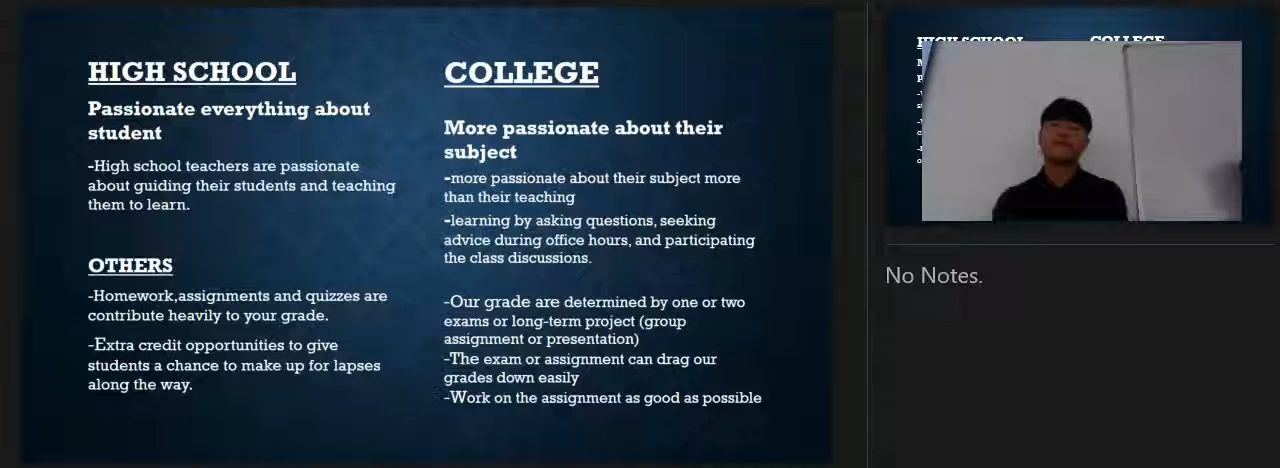 HIGH SCHOOL
Passionate everything about
student
-High school teachers are passionate
about guiding their students and teaching
them to learn.
OTHERS
-Homework,assignments and quizzes are
contribute heavily to your grade.
-Extra credit opportunities to give
students a chance to make up for lapses
along the way.
COLLEGE
More passionate about their
subject
-more passionate about their subject more
than their teaching
-learning by asking questions, seeking
advice during office hours, and participating
the class discussions.
-Our grade are determined by one or two
exams or long-term project (group
assignment or presentation)
-The exam or assignment can drag our
grades down easily
-Work on the assignment as good as possible
HIGH SCHOOL
COLLEGE
No Notes.